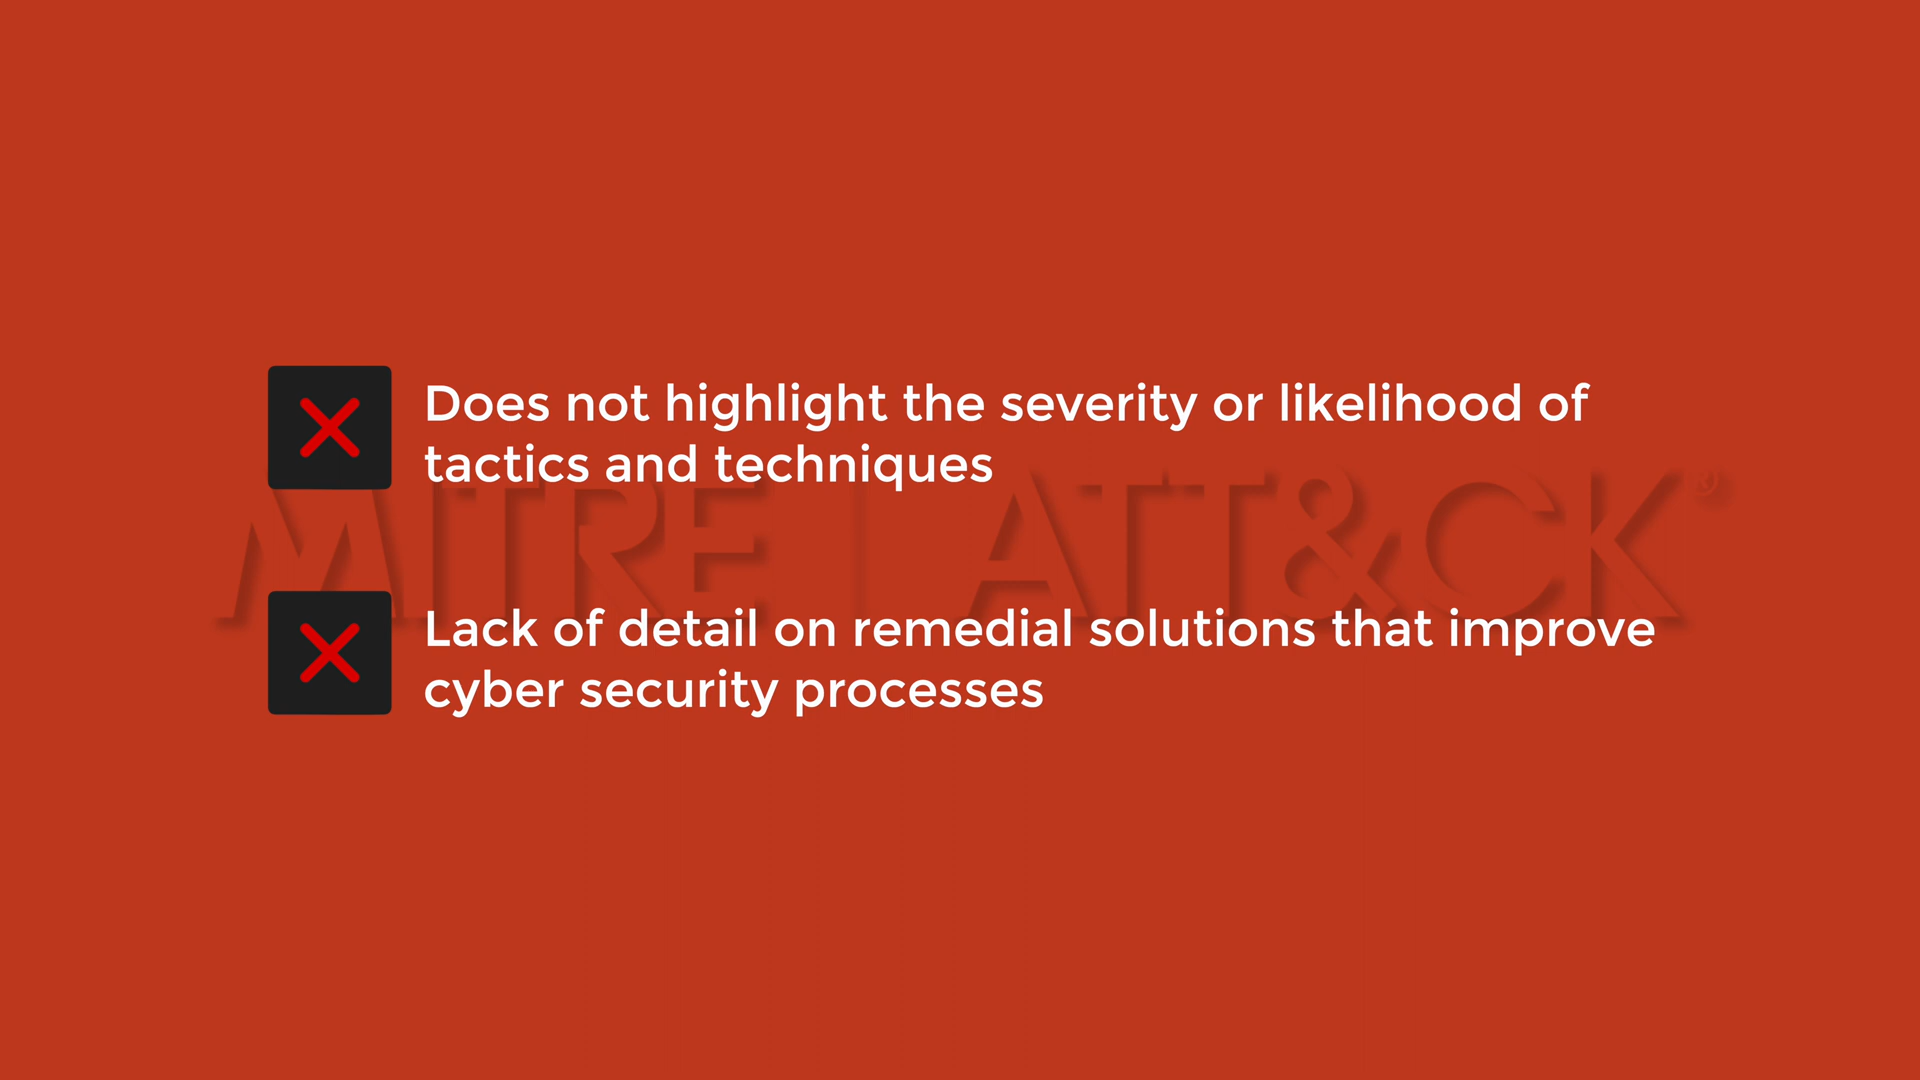 Does not highlight the severity or likelihood of
tactics and techniques
MITRE | ATT&CK®
Lack of detail on remedial solutions that improve
cyber security processes